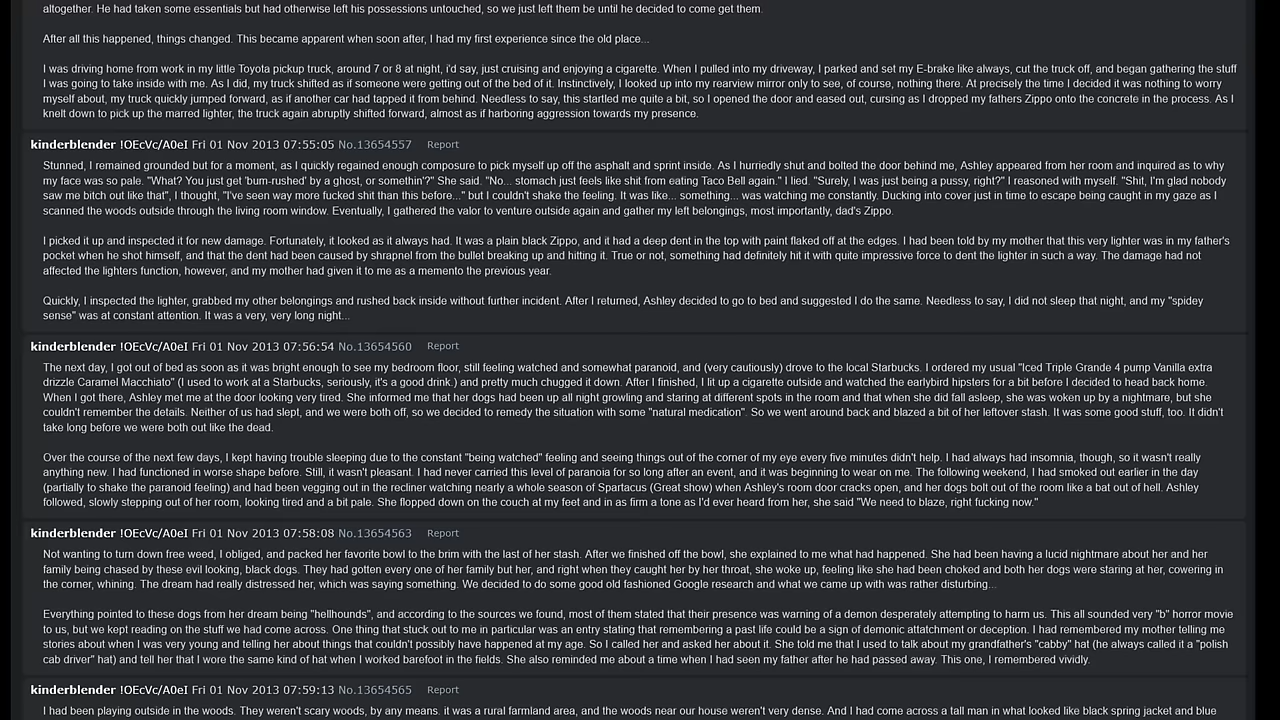 altogether. He had taken some essentials but had otherwise left his possessions untouched, so we just left them be until he decided to come get them.
After all this happened, things changed. This became apparent when soon after, I had my first experience since the old place...
I was driving home from work in my little Toyota pickup truck, around 7 or 8 at night, i'd say, just cruising and enjoying a cigarette. When I pulled into my driveway, I parked and set my E-brake like always, cut the truck off, and began gathering the stuff
I was going to take inside with me. As I did, my truck shifted as if someone were getting out of the bed of it. Instinctively, I looked up into my rearview mirror only to see, of course, nothing there. At precisely the time I decided it was nothing to worry
myself about, my truck quickly jumped forward, as if another car had tapped it from behind. Needless to say, this startled me quite a bit, so I opened the door and eased out, cursing as I dropped my fathers Zippo onto the concrete in the process. As I
knelt down to pick up the marred lighter, the truck again abruptly shifted forward, almost as if harboring aggression towards my presence.
kinderblender !OEcVc/A0eI Fri 01 Nov 2013 07:55:05 No.13654557 Report
Stunned, I remained grounded but for a moment, as I quickly regained enough composure to pick myself up off the asphalt and sprint inside. As I hurriedly shut and bolted the door behind me, Ashley appeared from her room and inquired as to why
my face was so pale. "What? You just get 'bum-rushed' by a ghost, or somethin'?" She said. "No... stomach just feels like shit from eating Taco Bell again." I lied. "Surely, I was just being a pussy, right?" I reasoned with myself. "Shit, I'm glad nobody
saw me bitch out like that", I thought, "I've seen way more fucked shit than this before..." but I couldn't shake the feeling. It was like... something... was watching me constantly. Ducking into cover just in time to escape being caught in my gaze as I
scanned the woods outside through the living room window. Eventually, I gathered the valor to venture outside again and gather my left belongings, most importantly, dad's Zippo.
I picked it up and inspected it for new damage. Fortunately, it looked as it always had. It was a plain black Zippo, and it had a deep dent in the top with paint flaked off at the edges. I had been told by my mother that this very lighter was in my father's
pocket when he shot himself, and that the dent had been caused by shrapnel from the bullet breaking up and hitting it. True or not, something had definitely hit it with quite impressive force to dent the lighter in such a way. The damage had not
affected the lighters function, however, and my mother had given it to me as a memento the previous year.
Quickly, I inspected the lighter, grabbed my other belongings and rushed back inside without further incident. After I returned, Ashley decided to go to bed and suggested I do the same. Needless to say, I did not sleep that night, and my "spidey
sense" was at constant attention. It was a very, very long night...
kinderblender !OEcVc/A0eI Fri 01 Nov 2013 07:56:54 No.13654560 Report
The next day, I got out of bed as soon as it was bright enough to see my bedroom floor, still feeling watched and somewhat paranoid, and (very cautiously) drove to the local Starbucks. I ordered my usual "Iced Triple Grande 4 pump Vanilla extra
drizzle Caramel Macchiato" (I used to work at a Starbucks, seriously, it's a good drink.) and pretty much chugged it down. After I finished, I lit up a cigarette outside and watched the earlybird hipsters for a bit before I decided to head back home.
When I got there, Ashley met me at the door looking very tired. She informed me that her dogs had been up all night growling and staring at different spots in the room and that when she did fall asleep, she was woken up by a nightmare, but she
couldn't remember the details. Neither of us had slept, and we were both off, so we decided to remedy the situation with some "natural medication". So we went around back and blazed a bit of her leftover stash. It was some good stuff, too. It didn't
take long before we were both out like the dead.
Over the course of the next few days, I kept having trouble sleeping due to the constant "being watched" feeling and seeing things out of the corner of my eye every five minutes didn't help. I had always had insomnia, though, so it wasn't really
anything new. I had functioned in worse shape before. Still, it wasn't pleasant. I had never carried this level of paranoia for so long after an event, and it was beginning to wear on me. The following weekend, I had smoked out earlier in the day
(partially to shake the paranoid feeling) and had been vegging out in the recliner watching nearly a whole season of Spartacus (Great show) when Ashley's room door cracks open, and her dogs bolt out of the room like a bat out of hell. Ashley
followed, slowly stepping out of her room, looking tired and a bit pale. She flopped down on the couch at my feet and in as firm a tone as I'd ever heard from her, she said "We need to blaze, right fucking now."
kinderblender !OEcVc/A0eI Fri 01 Nov 2013 07:58:08 No.13654563 Report
Not wanting to turn down free weed, I obliged, and packed her favorite bowl to the brim with the last of her stash. After we finished off the bowl, she explained to me what had happened. She had been having a lucid nightmare about her and her
family being chased by these evil looking, black dogs. They had gotten every one of her family but her, and right when they caught her by her throat, she woke up, feeling like she had been choked and both her dogs were staring at her, cowering in
the corner, whining. The dream had really distressed her, which was saying something. We decided to do some good old fashioned Google research and what we came up with was rather disturbing...
Everything pointed to these dogs from her dream being "hellhounds", and according to the sources we found, most of them stated that their presence was warning of a demon desperately attempting to harm us. This all sounded very "b" horror movie
to us, but we kept reading on the stuff we had come across. One thing that stuck out to me in particular was an entry stating that remembering a past life could be a sign of demonic attatchment or deception. I had remembered my mother telling me
stories about when I was very young and telling her about things that couldn't possibly have happened at my age. So I called her and asked her about it. She told me that I used to talk about my grandfather's "cabby" hat (he always called it a "polish
cab driver" hat) and tell her that I wore the same kind of hat when I worked barefoot in the fields. She also reminded me about a time when I had seen my father after he had passed away. This one, I remembered vividly.
kinderblender !OEcVc/A0eI Fri 01 Nov 2013 07:59:13 No.13654565 Report
I had been playing outside in the woods. They weren't scary woods, by any means. it was a rural farmland area, and the woods near our house weren't very dense. And I had come across a tall man in what looked like black spring jacket and blue